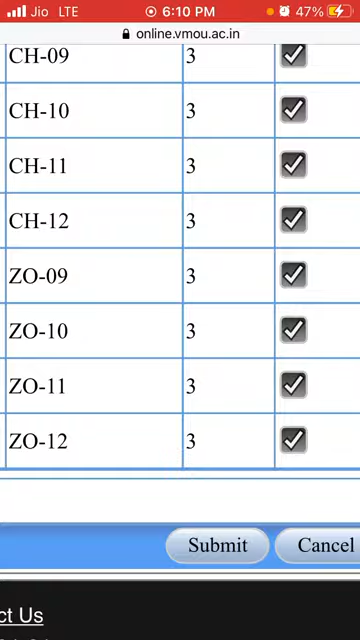 Jio LTE 6:10 PM 47%
online.vmou.ac.in
CH-09 3
CH-10 3
CH-11 3
CH-12 3
ZO-09 3
ZO-10 3
ZO-11 3
ZO-12 3
Submit Cancel
ct Us